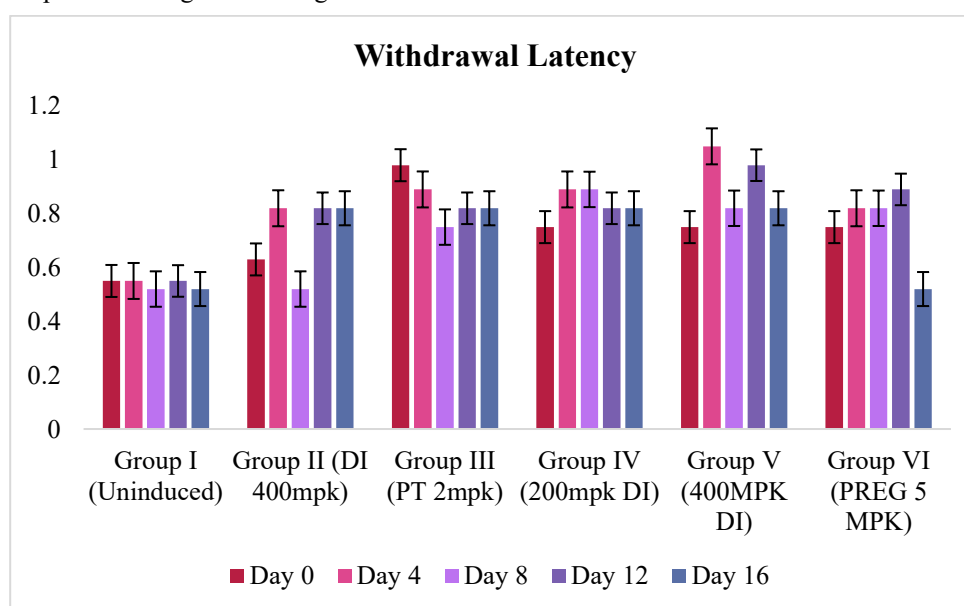 Withdrawal Latency
1.2
1
0.8
0.6
0.4
0.2
0
Group I
(Uninduced)
Group II (DI
400mpk)
Group III
(PT 2mpk)
Group IV
(200mpk DI)
Group V
(400MPK
DI)
Group VI
(PREG 5
MPK)
Day 0
Day 4
Day 8
Day 12
Day 16